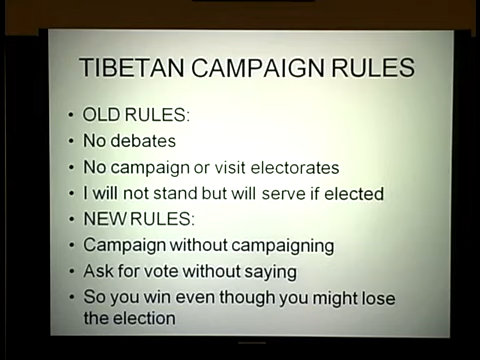 TIBETAN CAMPAIGN RULES
• OLD RULES:
• No debates
• No campaign or visit electorates
• I will not stand but will serve if elected
• NEW RULES:
• Campaign without campaigning
• Ask for vote without saying
• So you win even though you might lose
the election